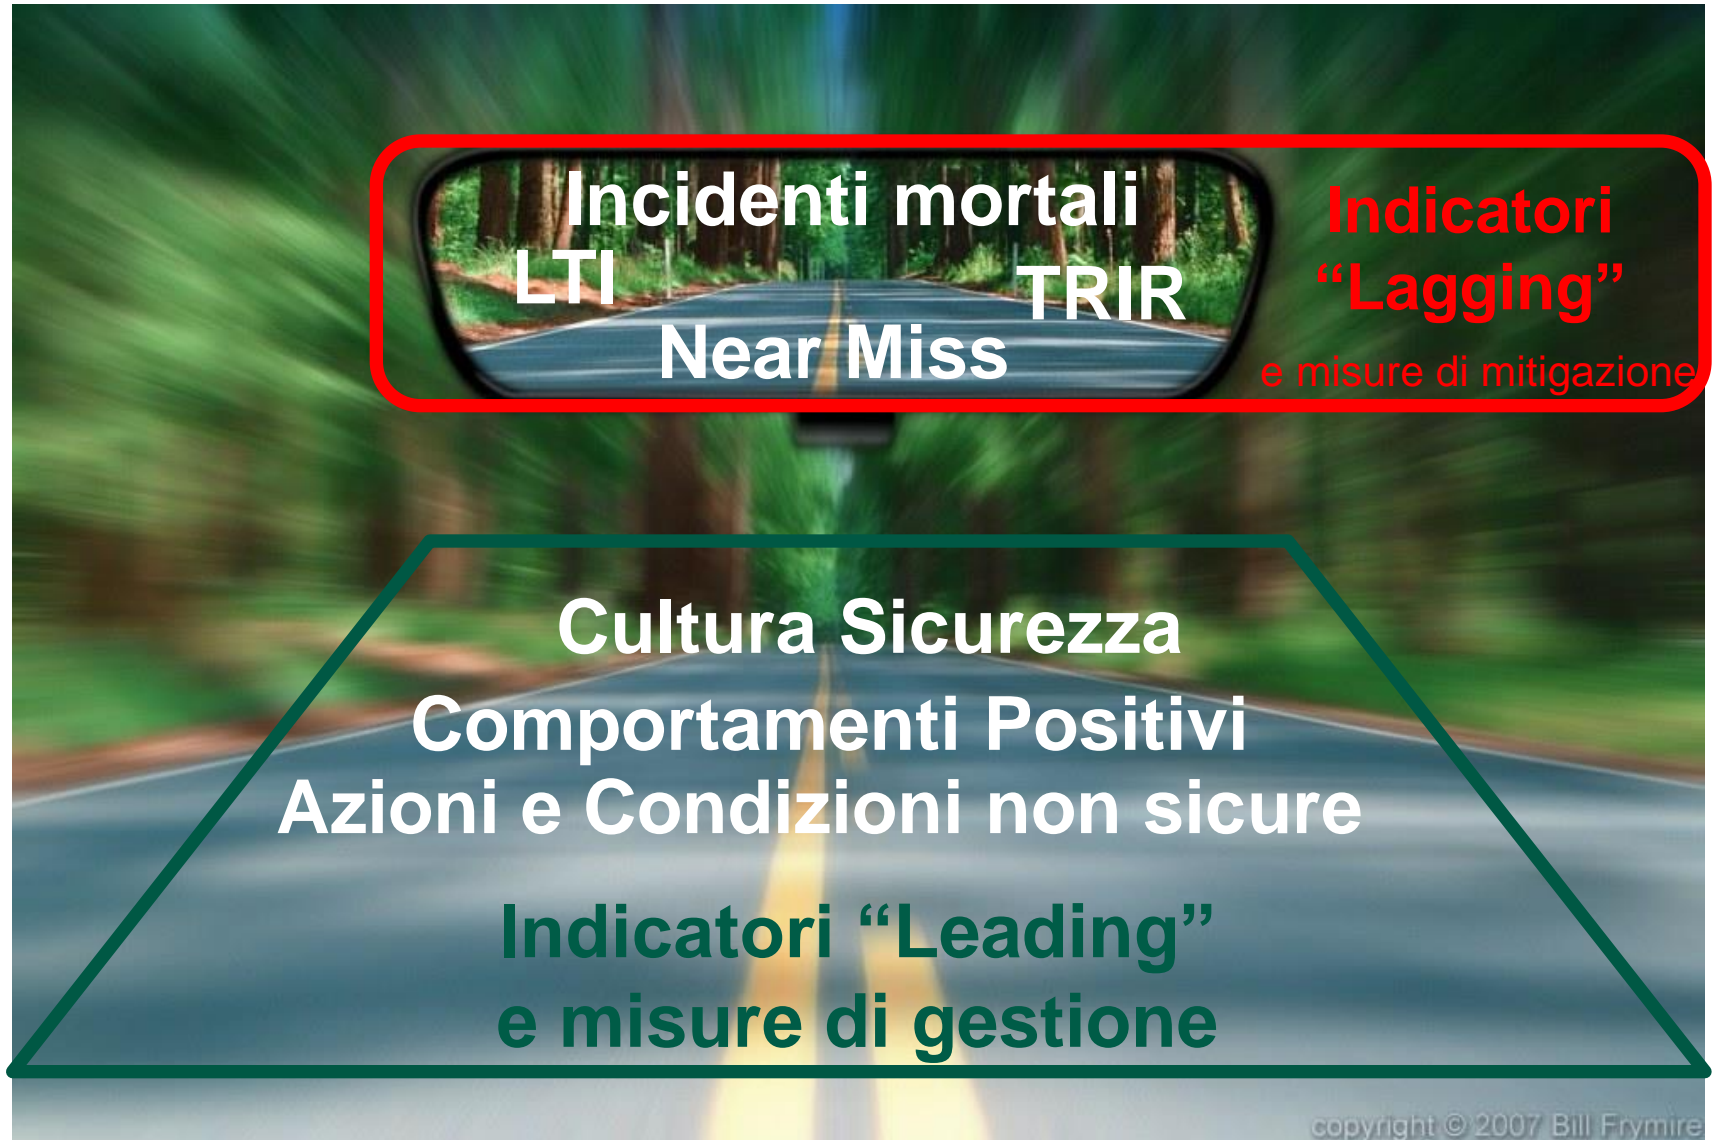 Incidenti mortali
LTI
TRIR
Near Miss
Indicatori
“Lagging”
e misure di mitigazione
Cultura Sicurezza
Comportamenti Positivi
Azioni e Condizioni non sicure
Indicatori “Leading”
e misure di gestione
copyright © 2007 Bill Frymire